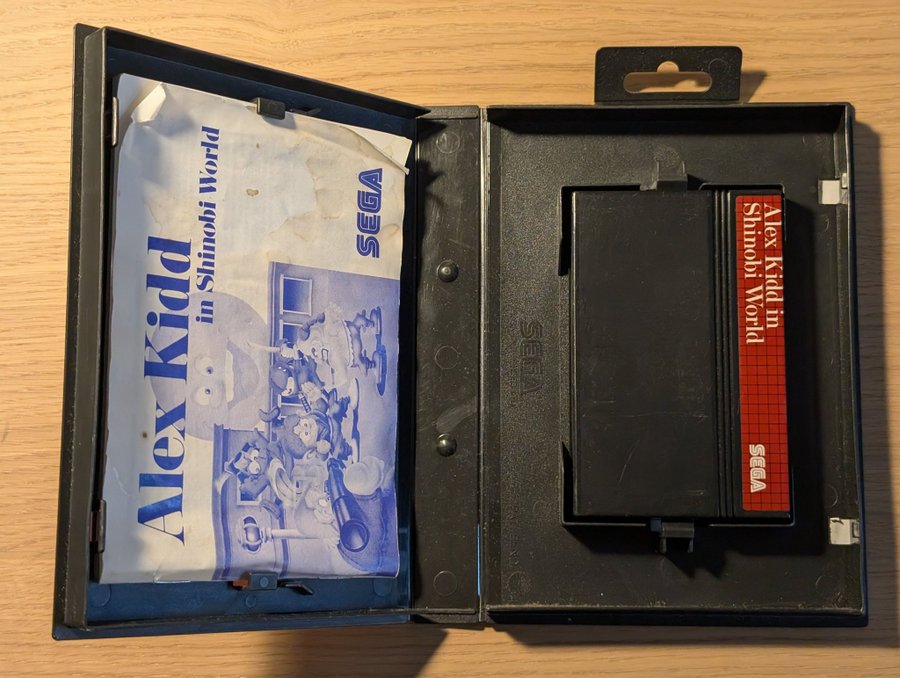 Alex Kidd
in Shinobi World
SEGA
SEGA
Alex Kidd in
Shinobi World
SEGA